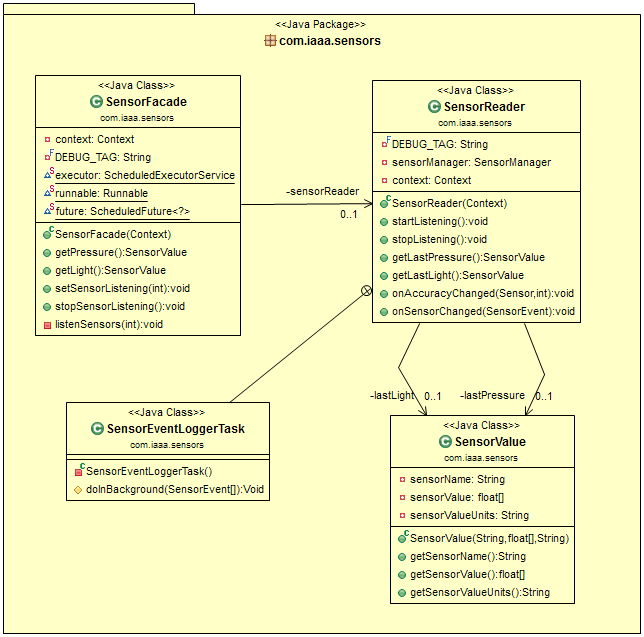 <<Java Package>>
com.iaaa.sensors
<<Java Class>>
SensorFacade
com.iaaa.sensors
context: Context
DEBUG_TAG: String
executor: ScheduledExecutorService
runnable: Runnable
future: ScheduledFuture<?>
SensorFacade(Context)
getPressure():SensorValue
getLight():SensorValue
setSensorListening(int):void
stopSensorListening():void
listenSensors(int):void
-sensorReader
0..1
<<Java Class>>
SensorReader
com.iaaa.sensors
DEBUG_TAG: String
sensorManager: SensorManager
context: Context
SensorReader(Context)
startListening():void
stopListening():void
getLastPressure():SensorValue
getLastLight():SensorValue
onAccuracyChanged(Sensor,int):void
onSensorChanged(SensorEvent):void
-lastLight
0..1
-lastPressure
0..1
<<Java Class>>
SensorEventLoggerTask
com.iaaa.sensors
SensorEventLoggerTask()
doInBackground(SensorEvent[]):Void
<<Java Class>>
SensorValue
com.iaaa.sensors
sensorName: String
sensorValue: float[]
sensorValueUnits: String
SensorValue(String,float[],String)
getSensorName():String
getSensorValue():float[]
getSensorValueUnits():String